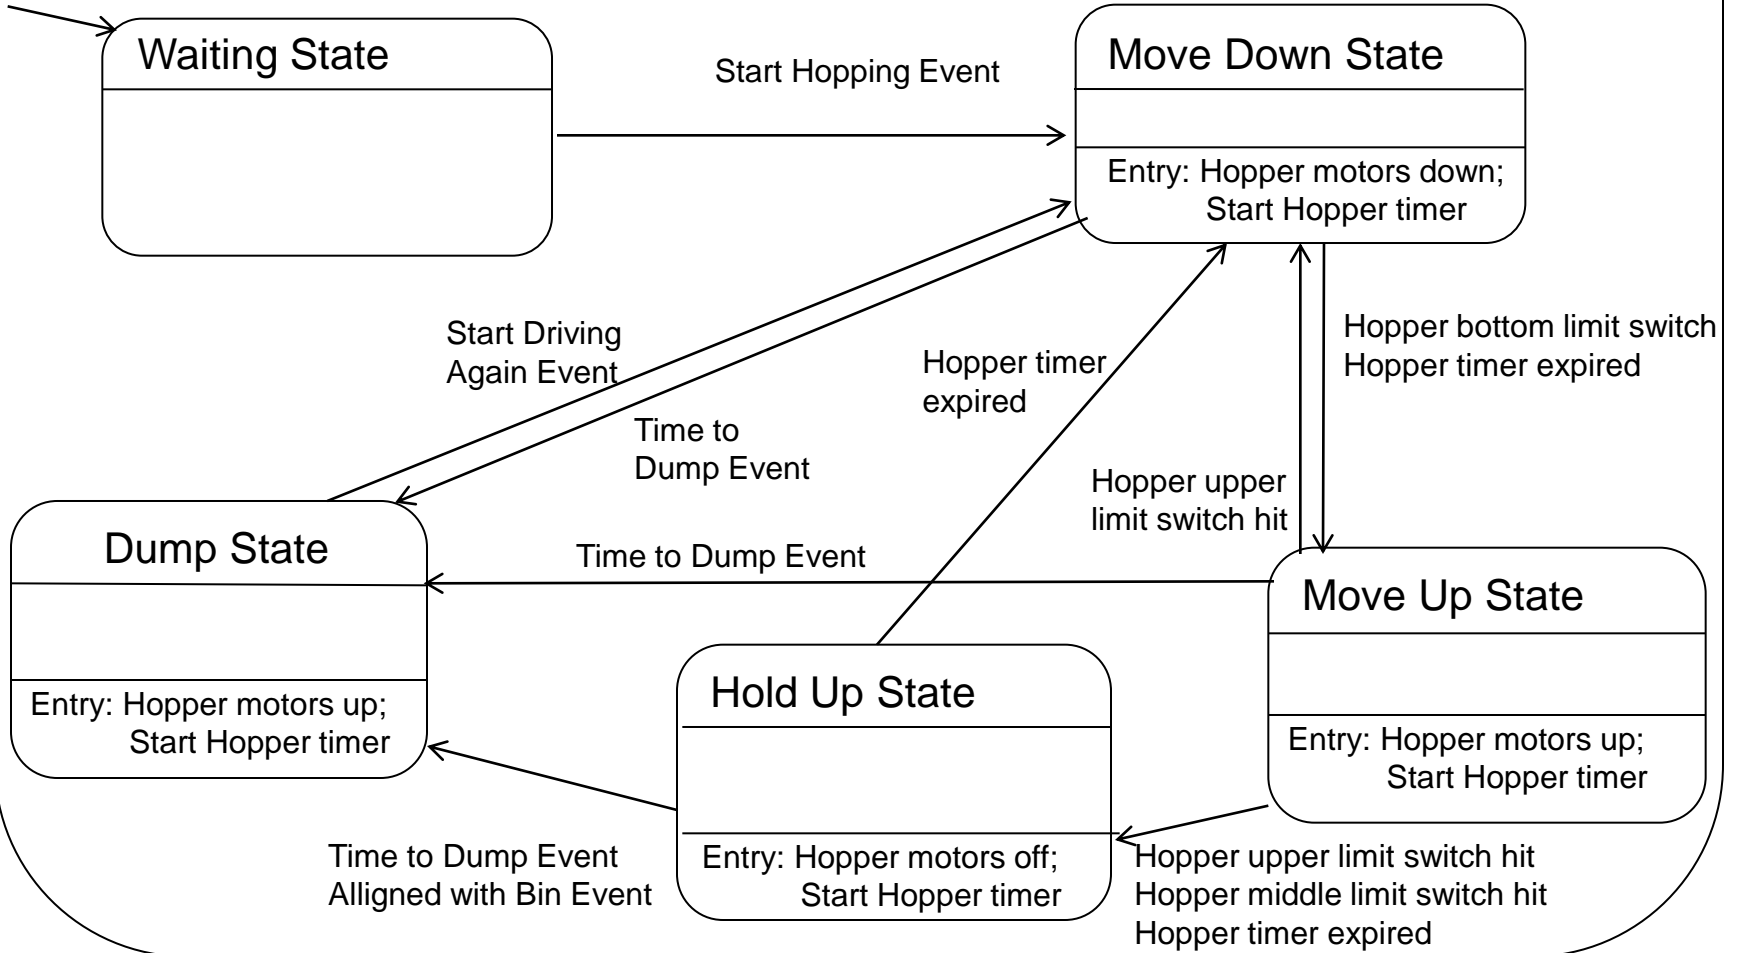 Waiting State
Start Hopping Event
Move Down State
Entry: Hopper motors down;
Start Hopper timer
Start Driving
Again Event
Time to
Dump Event
Hopper timer
expired
Hopper bottom limit switch
Hopper timer expired
Hopper upper
limit switch hit
Dump State
Entry: Hopper motors up;
Start Hopper timer
Time to Dump Event
Move Up State
Entry: Hopper motors up;
Start Hopper timer
Hold Up State
Entry: Hopper motors off;
Start Hopper timer
Time to Dump Event
Alligned with Bin Event
Hopper upper limit switch hit
Hopper middle limit switch hit
Hopper timer expired